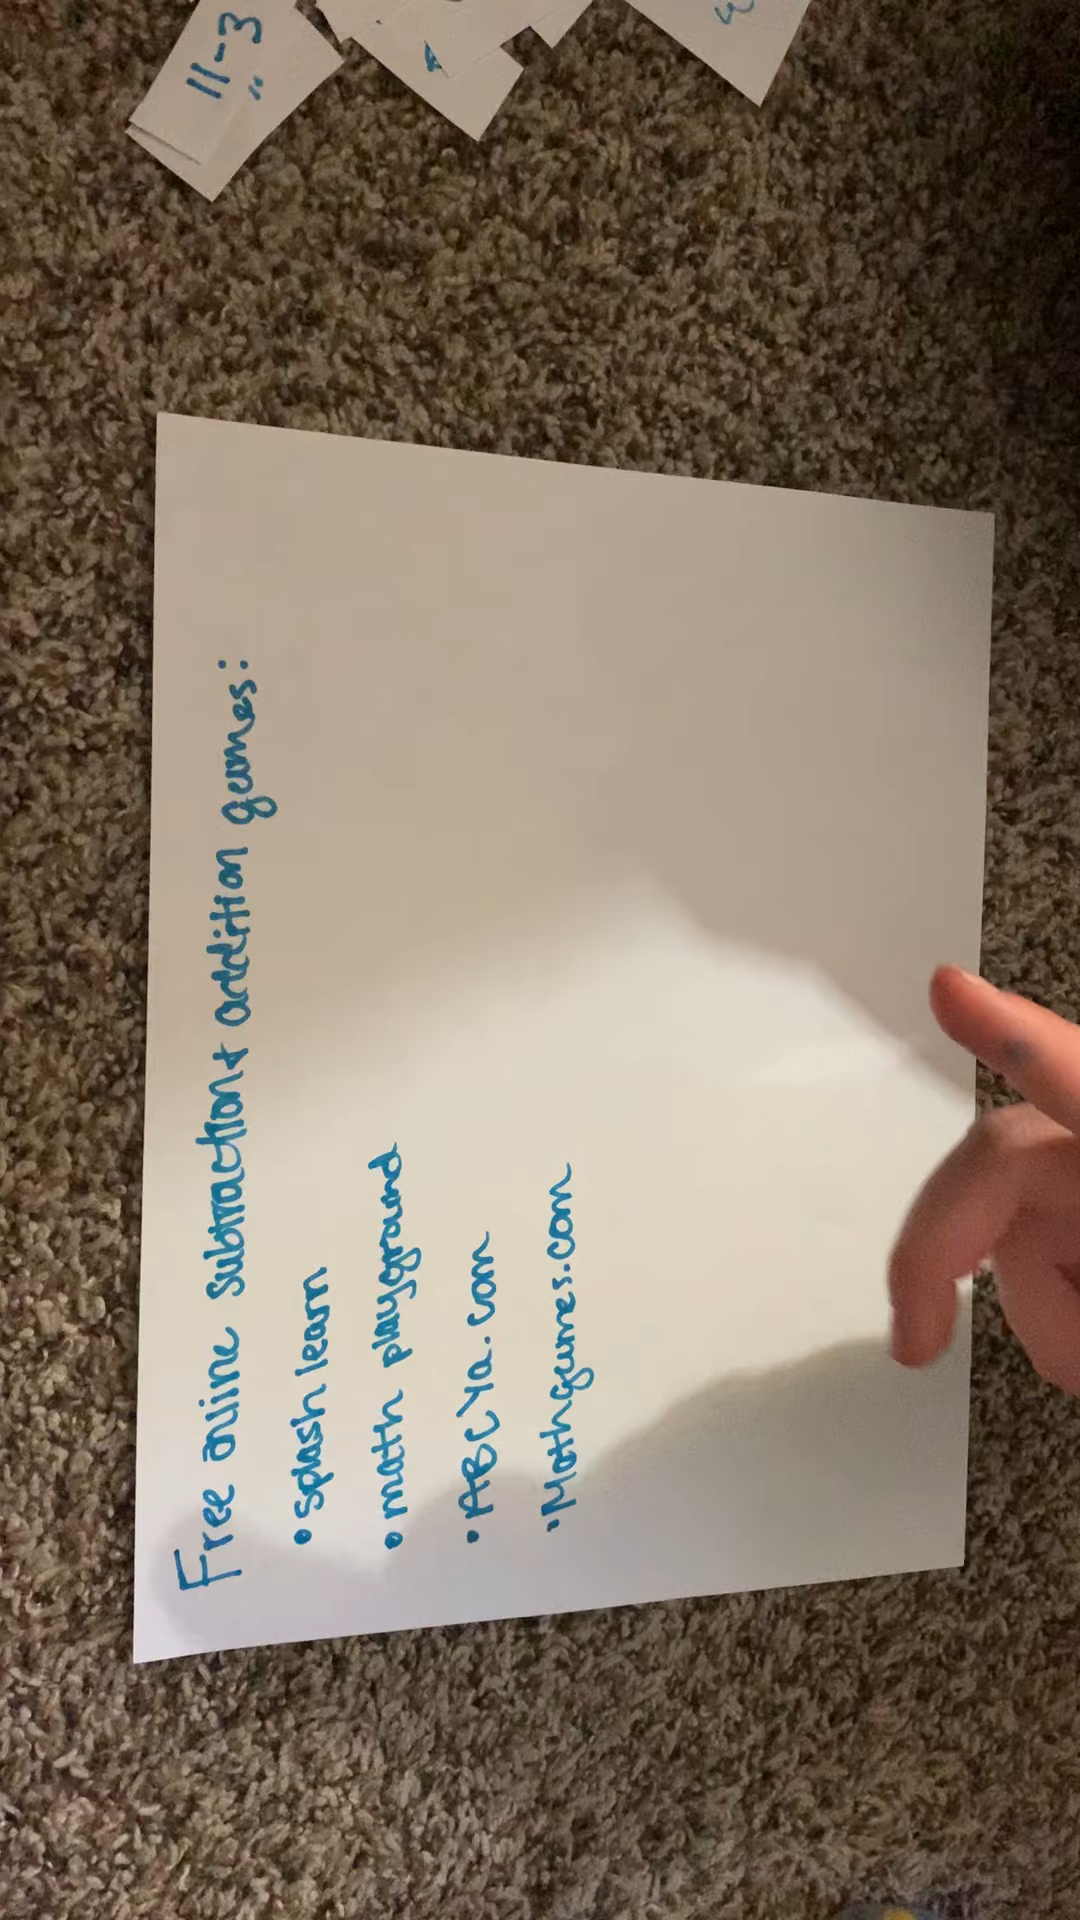 Free online subtraction + addition games:
• splash learn
• math playground
• ABCYa.com
• Mathgames.com
11-3